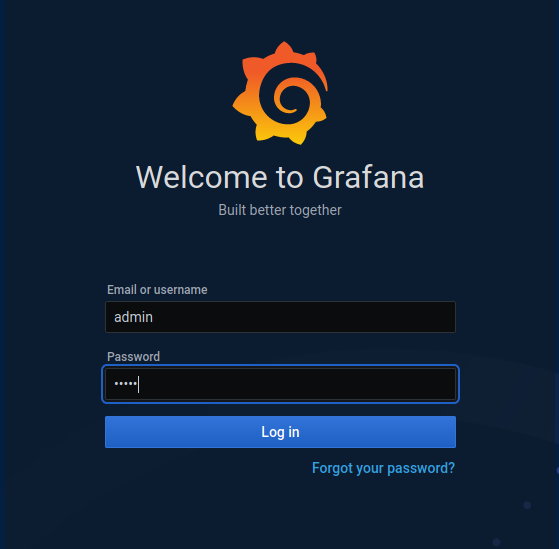 Welcome to Grafana
Built better together
Email or username
admin
Password
•••••
Log in
Forgot your password?